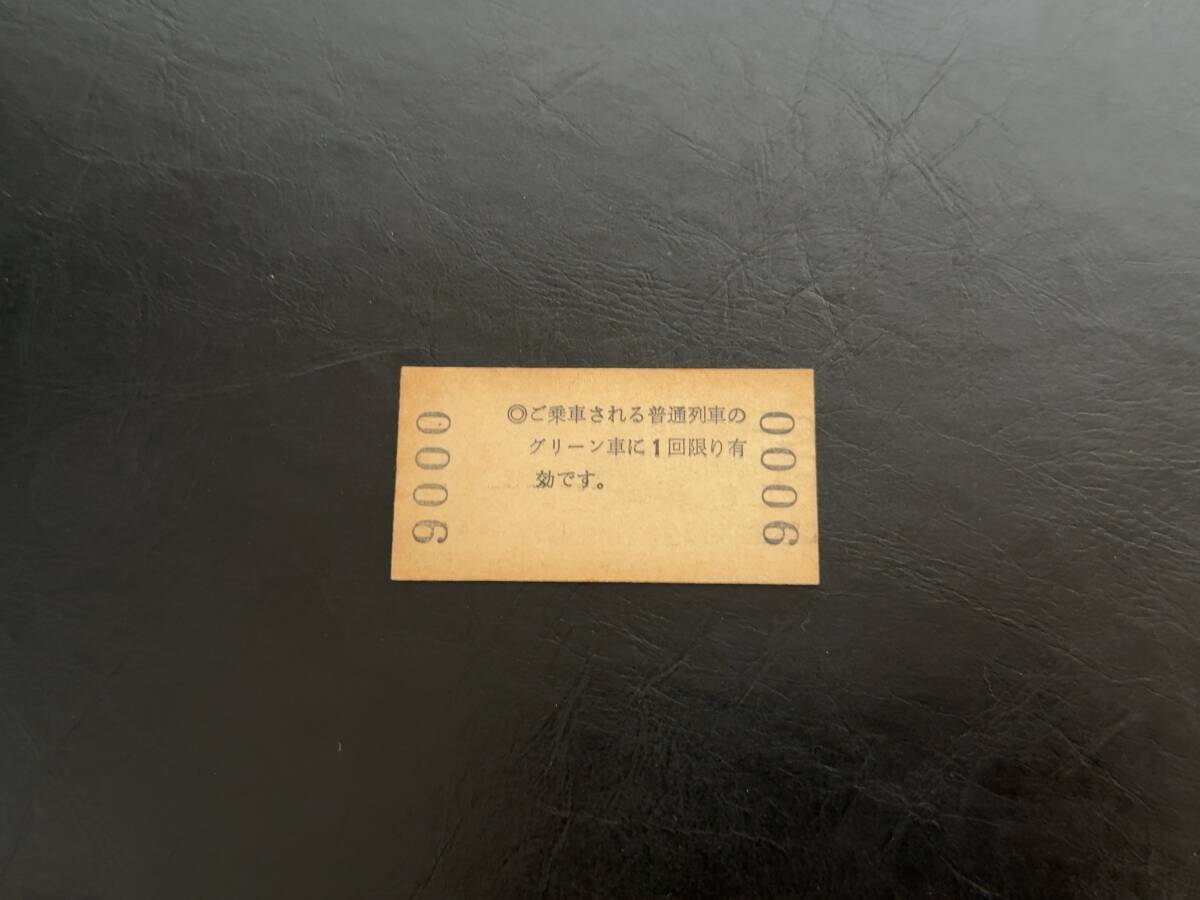 ◎ご乗車される普通列車の
グリーン車に1回限り有
効です。
0009
0009